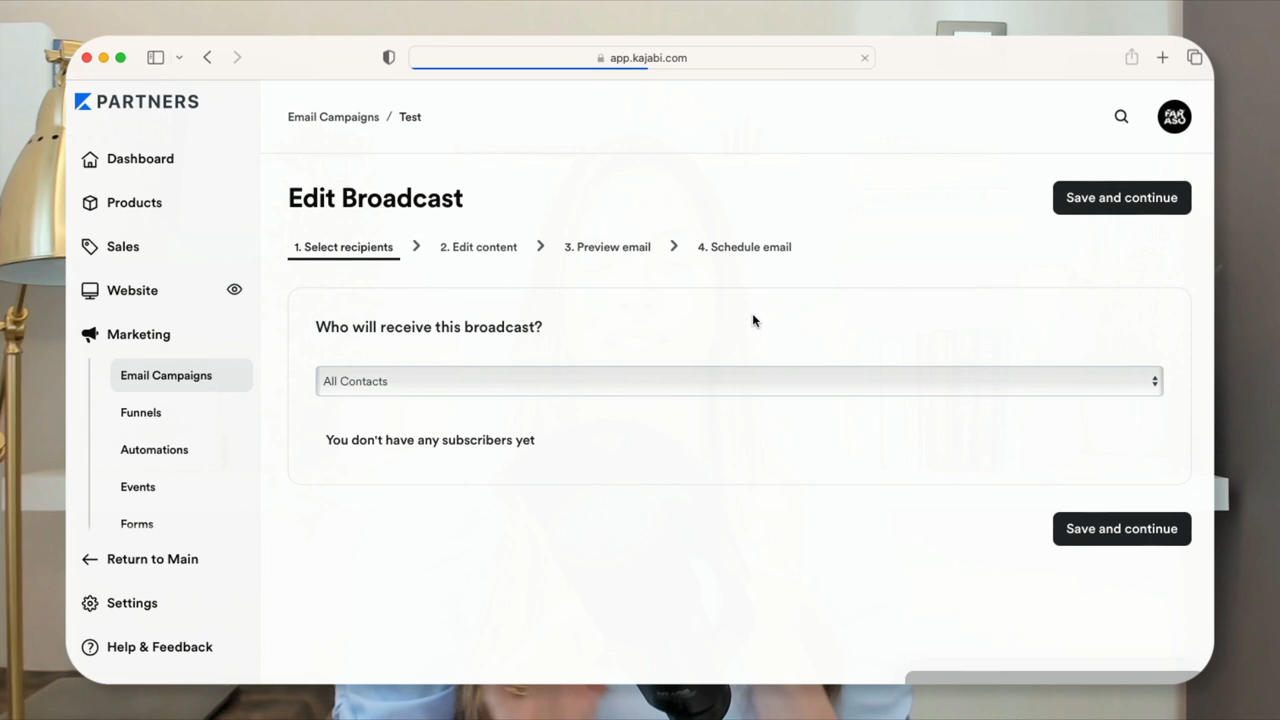 app.kajabi.com
PARTNERS
Email Campaigns / Test
FAR
ASO
Dashboard
Products
Sales
Website
Marketing
Email Campaigns
Funnels
Automations
Events
Forms
Return to Main
Settings
Help & Feedback
Edit Broadcast
Save and continue
1. Select recipients
2. Edit content
3. Preview email
4. Schedule email
Who will receive this broadcast?
All Contacts
You don't have any subscribers yet
Save and continue